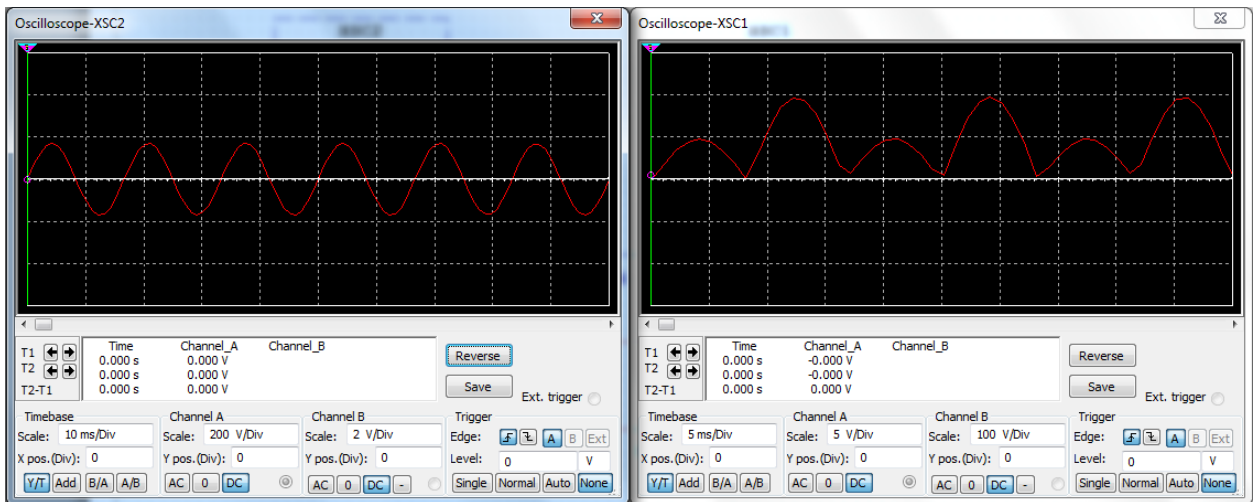 Oscilloscope-XSC2
Time Channel_A Channel_B
T1 0.000 s 0.000 V
T2 0.000 s 0.000 V
T2-T1 0.000 s 0.000 V
Reverse
Save
Ext. trigger
Timebase Channel A Channel B Trigger
Scale: 10 ms/Div Scale: 200 V/Div Scale: 2 V/Div Edge: A B Ext
X pos.(Div): 0 Y pos.(Div): 0 Y pos.(Div): 0 Level: 0 V
Y/T Add B/A A/B AC 0 DC AC 0 DC - Single Normal Auto None
Oscilloscope-XSC1
Time Channel_A Channel_B
T1 0.000 s -0.000 V
T2 0.000 s -0.000 V
T2-T1 0.000 s 0.000 V
Reverse
Save
Ext. trigger
Timebase Channel A Channel B Trigger
Scale: 5 ms/Div Scale: 5 V/Div Scale: 100 V/Div Edge: A B Ext
X pos.(Div): 0 Y pos.(Div): 0 Y pos.(Div): 0 Level: 0 V
Y/T Add B/A A/B AC 0 DC AC 0 DC - Single Normal Auto None